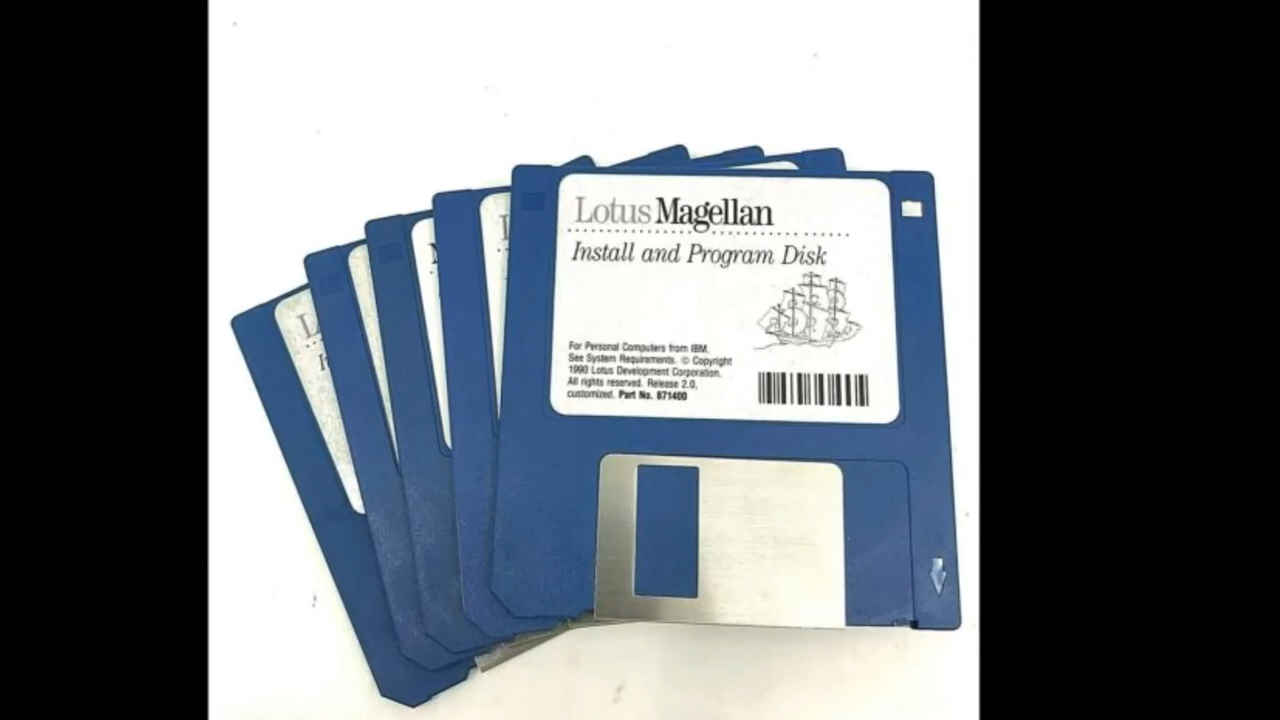 Lotus Magellan
Install and Program Disk
For Personal Computers from IBM.
See System Requirements. © Copyright
1990 Lotus Development Corporation.
All rights reserved. Release 2.0,
customized. Part No. 871400